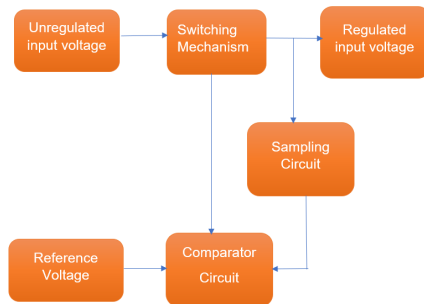 Unregulated
input voltage
Switching
Mechanism
Regulated
input voltage
Sampling
Circuit
Reference
Voltage
Comparator
Circuit